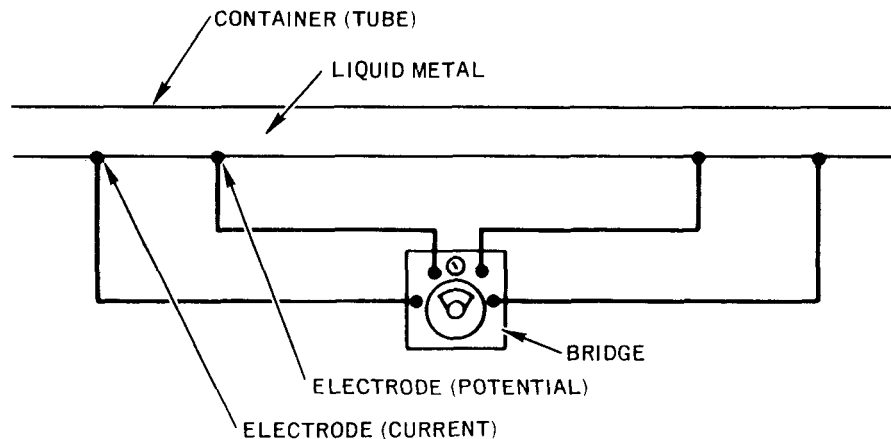 CONTAINER (TUBE)
LIQUID METAL
BRIDGE
ELECTRODE (POTENTIAL)
ELECTRODE (CURRENT)